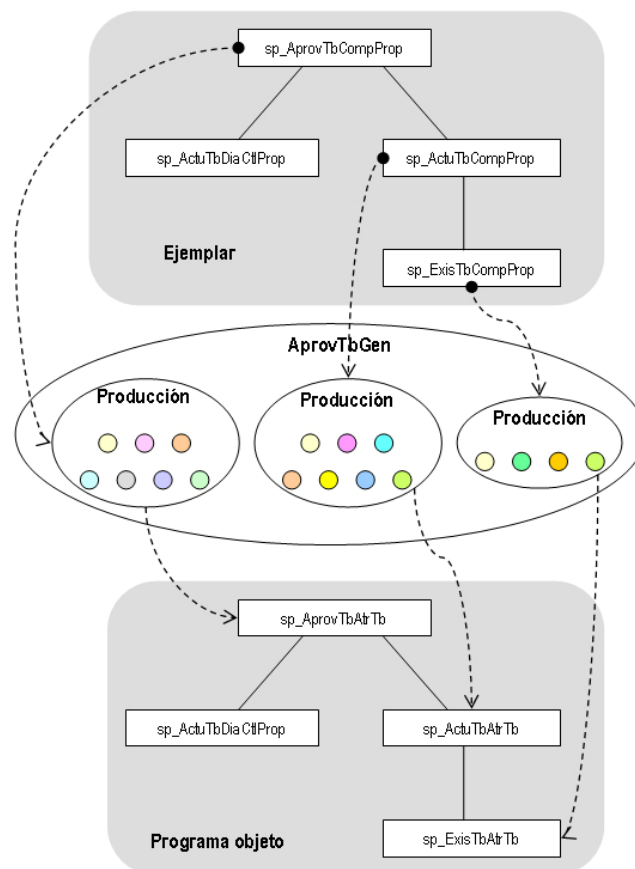 sp_AprovTbCompProp
sp_ActuTbDiaCtlProp
sp_ActuTbCompProp
Ejemplar
sp_ExisTbCompProp
AprovTbGen
Producción
Producción
Producción
sp_AprovTbAtrTb
sp_ActuTbDiaCtlProp
sp_ActuTbAtrTb
Programa objeto
sp_ExisTbAtrTb